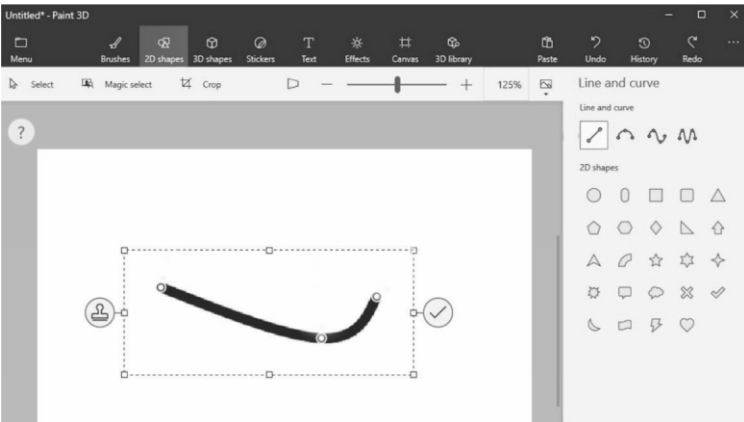 Untitled* - Paint 3D
Menu Brushes 2D shapes 3D shapes Stickers Text Effects Canvas 3D library Paste Undo History Redo
Select Magic select Crop 125%
Line and curve
Line and curve
?
2D shapes